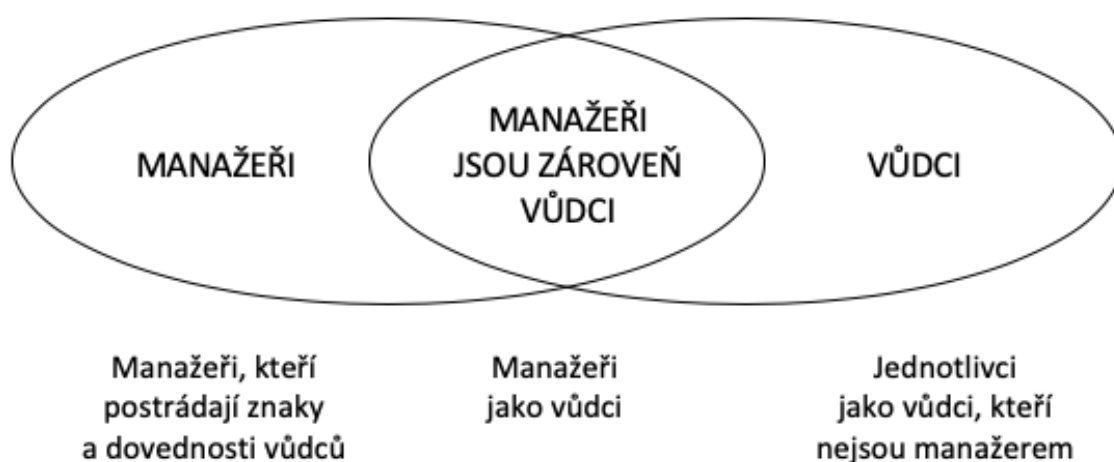 MANAŽEŘI
MANAŽEŘI
JSOU ZÁROVEŇ
VŮDCI
VŮDCI
Manažeři, kteří
postrádají znaky
a dovednosti vůdců
Manažeři
jako vůdci
Jednotlivci
jako vůdci, kteří
nejsou manažerem